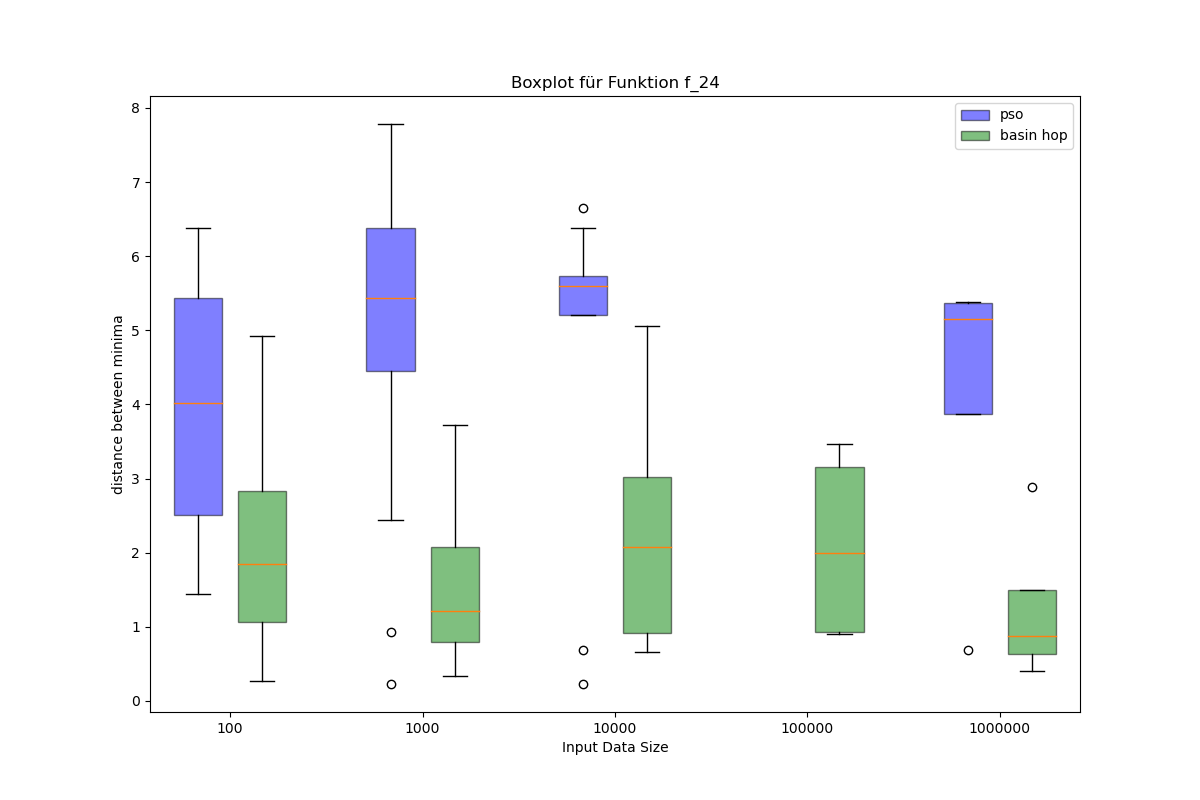 Boxplot für Funktion f_24
pso
basin hop
8
7
6
5
4
3
2
1
0
distance between minima
100
1000
10000
100000
1000000
Input Data Size